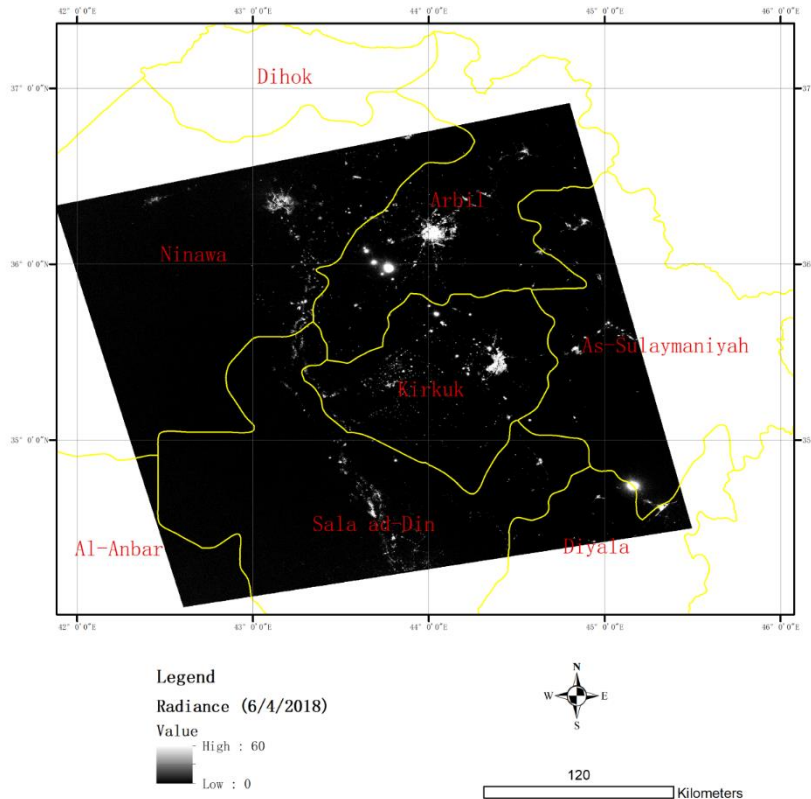 42° 0′0″E 43° 0′0″E 44° 0′0″E 45° 0′0″E 46° 0′0″E
Dihok
37° 0′0″N 37
Arbil
Ninawa
36° 0′0″N 36
As-Sulaymaniyah
Kirkuk
35° 0′0″N 35
Sala ad-Din
Al-Anbar
Diyala
42° 0′0″E 43° 0′0″E 44° 0′0″E 45° 0′0″E 46° 0′0″E
Legend
Radiance (6/4/2018)
Value
High : 60
Low : 0
N
W E
S
120
Kilometers